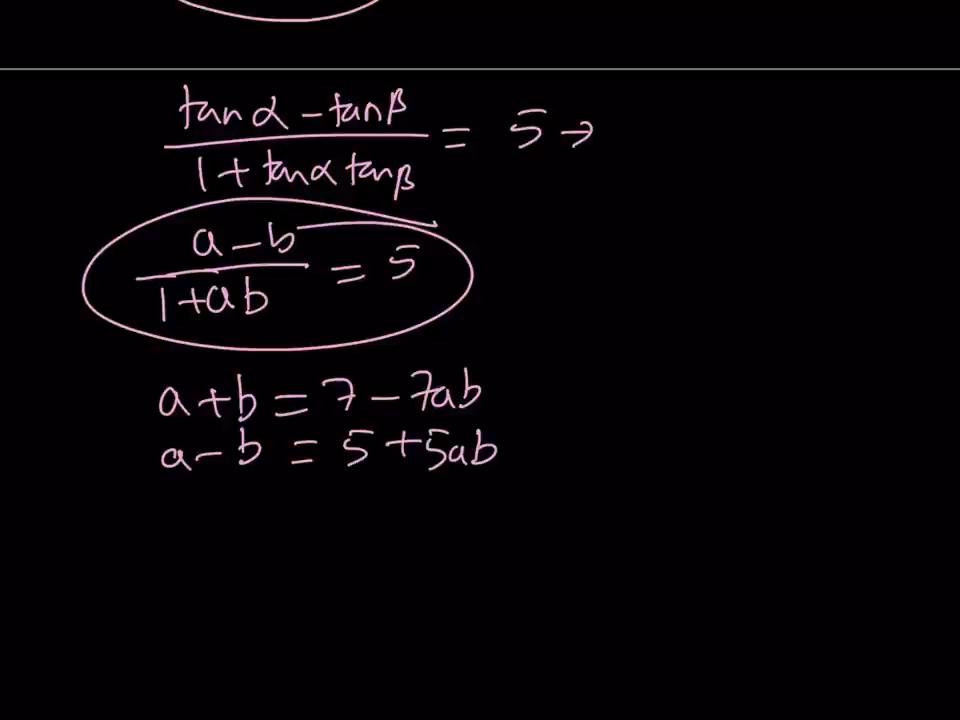 tanα - tanβ
= 5 →
1 + tanα tanβ
a - b
= 5
1 + ab
a + b = 7 - 7ab
a - b = 5 + 5ab